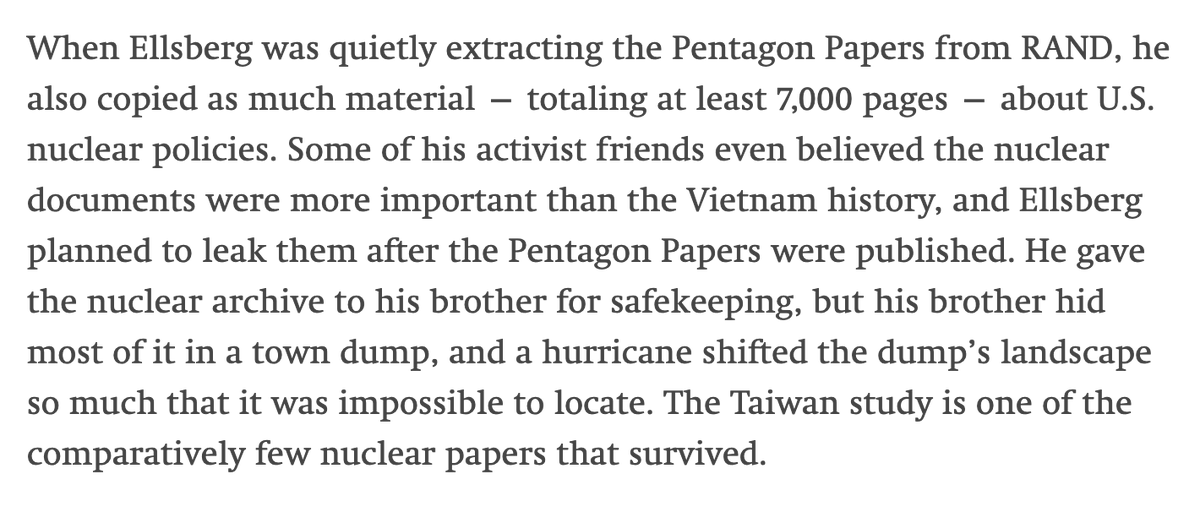 When Ellsberg was quietly extracting the Pentagon Papers from RAND, he
also copied as much material – totaling at least 7,000 pages – about U.S.
nuclear policies. Some of his activist friends even believed the nuclear
documents were more important than the Vietnam history, and Ellsberg
planned to leak them after the Pentagon Papers were published. He gave
the nuclear archive to his brother for safekeeping, but his brother hid
most of it in a town dump, and a hurricane shifted the dump’s landscape
so much that it was impossible to locate. The Taiwan study is one of the
comparatively few nuclear papers that survived.